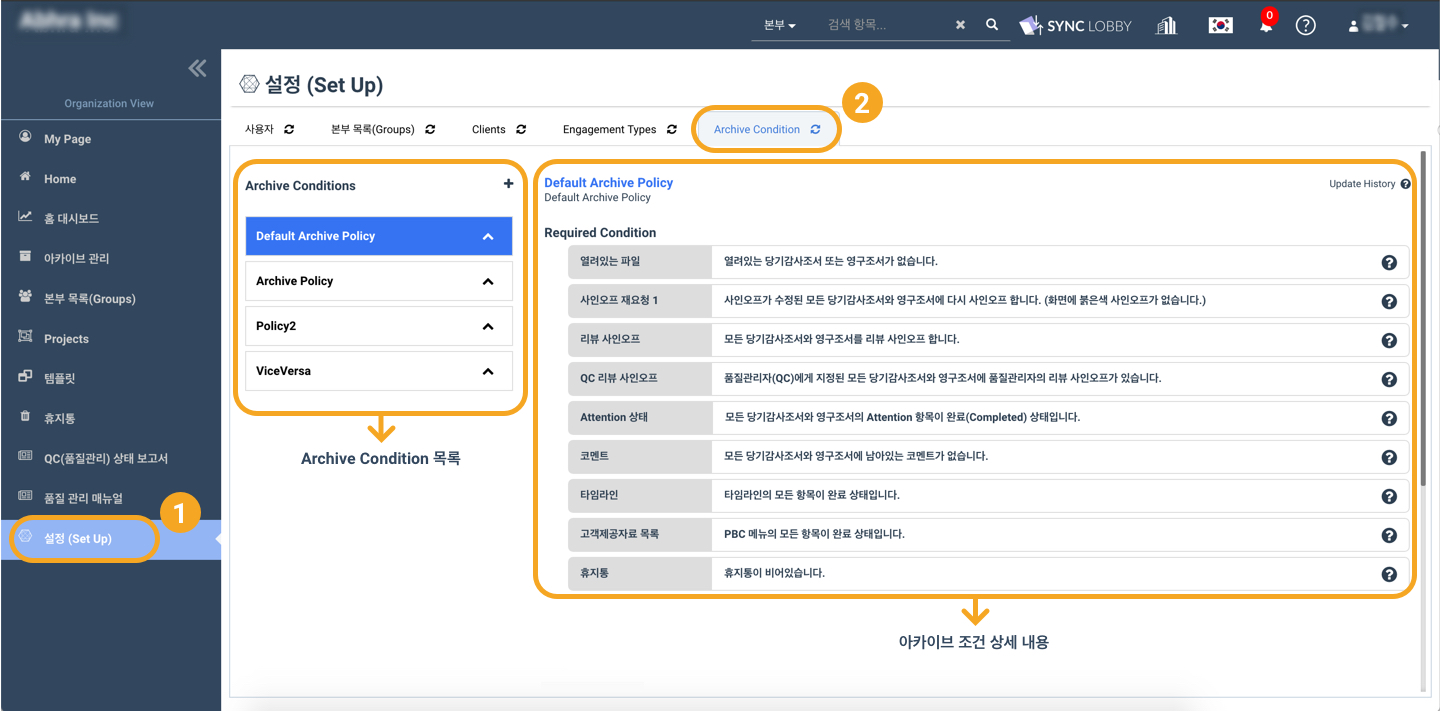 본부
검색 항목...
SYNC LOBBY
0
Organization View
My Page
Home
홈 대시보드
아카이브 관리
본부 목록(Groups)
Projects
템플릿
휴지통
QC(품질관리) 상태 보고서
품질 관리 매뉴얼
설정 (Set Up)
1
설정 (Set Up)
사용자
본부 목록(Groups)
Clients
Engagement Types
Archive Condition
2
Archive Conditions
Default Archive Policy
Archive Policy
Policy2
ViceVersa
Archive Condition 목록
Default Archive Policy
Default Archive Policy
Update History
Required Condition
열려있는 파일 열려있는 당기감사조서 또는 영구조서가 없습니다.
사인오프 재요청 1 사인오프가 수정된 모든 당기감사조서와 영구조서에 다시 사인오프 합니다. (화면에 붉은색 사인오프가 없습니다.)
리뷰 사인오프 모든 당기감사조서와 영구조서를 리뷰 사인오프 합니다.
QC 리뷰 사인오프 품질관리자(QC)에게 지정된 모든 당기감사조서와 영구조서에 품질관리자의 리뷰 사인오프가 있습니다.
Attention 상태 모든 당기감사조서와 영구조서의 Attention 항목이 완료(Completed) 상태입니다.
코멘트 모든 당기감사조서와 영구조서에 남아있는 코멘트가 없습니다.
타임라인 타임라인의 모든 항목이 완료 상태입니다.
고객제공자료 목록 PBC 메뉴의 모든 항목이 완료 상태입니다.
휴지통 휴지통이 비어있습니다.
아카이브 조건 상세 내용